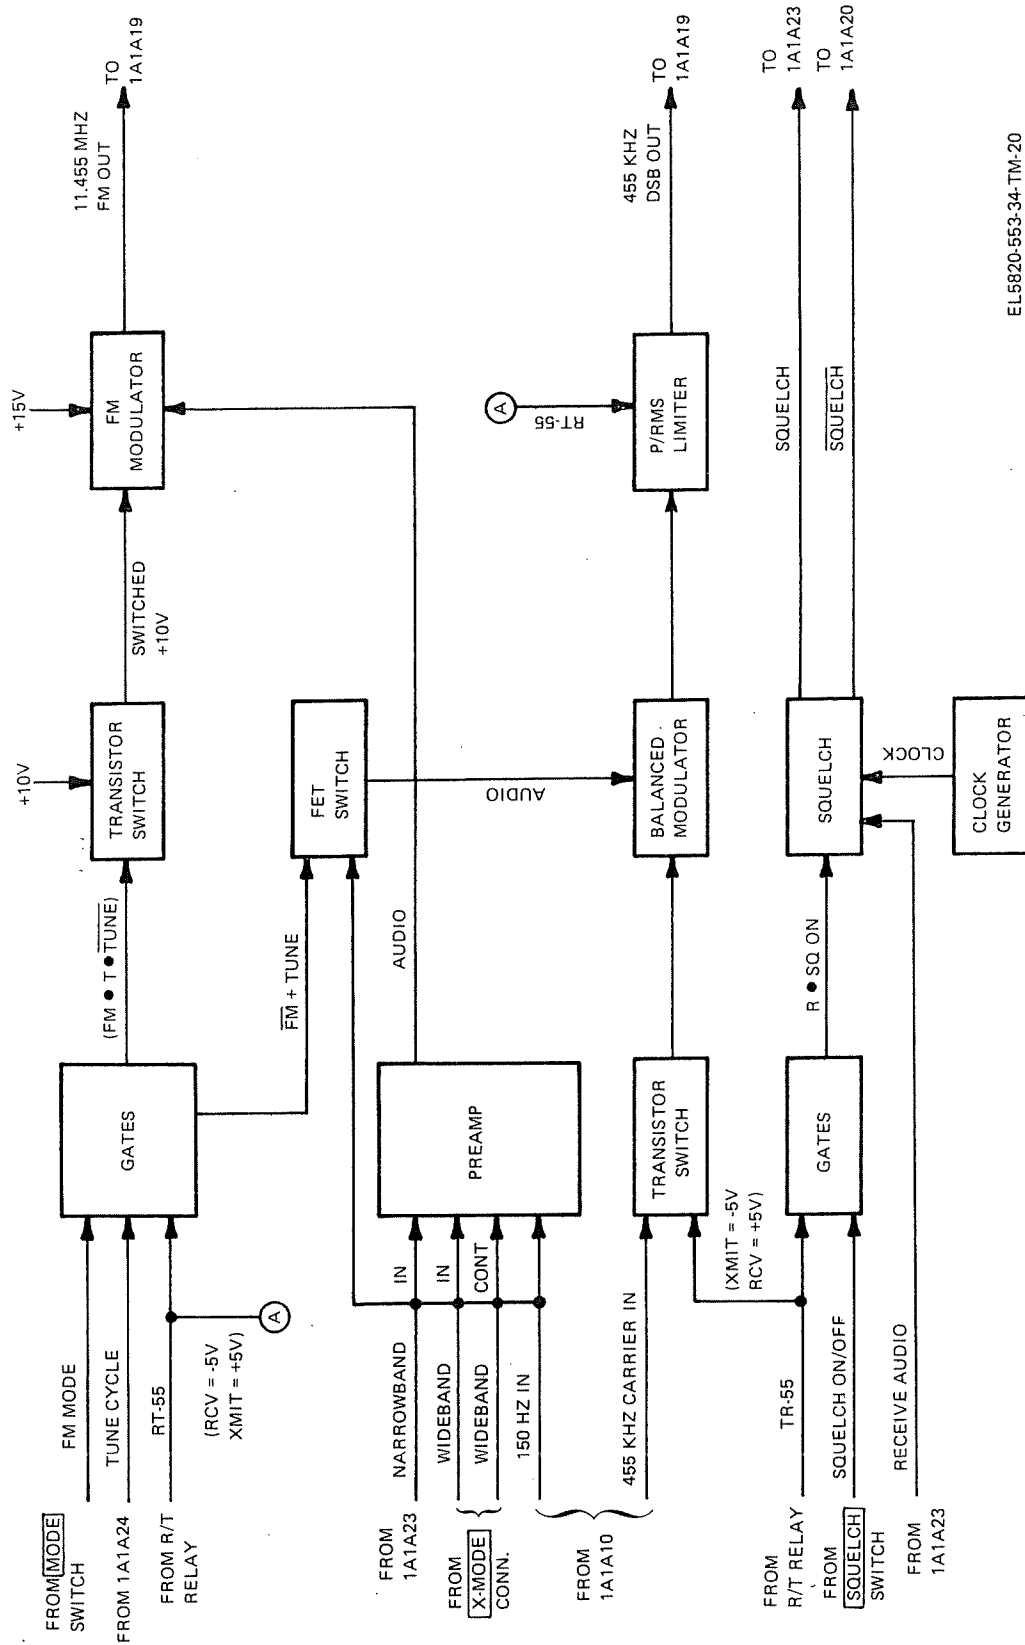 FROM MODE
SWITCH
FROM 1A1A24
FROM R/T
RELAY
FM MODE
TUNE CYCLE
RT-55
(RCV = -5V
XMIT = +5V)
A
GATES
(FM ● T ● TUNE)
FM + TUNE
+10V
TRANSISTOR
SWITCH
SWITCHED
+10V
+15V
FM
MODULATOR
11.455 MHZ
FM OUT
TO
1A1A19
FET
SWITCH
AUDIO
FROM
1A1A23
FROM
X-MODE
CONN.
FROM
1A1A10
NARROWBAND IN
WIDEBAND IN
WIDEBAND CONT
150 HZ IN
PREAMP
AUDIO
455 KHZ CARRIER IN
TRANSISTOR
SWITCH
(XMIT = -5V
RCV = +5V)
BALANCED
MODULATOR
A
RT-55
P/RMS
LIMITER
455 KHZ
DSB OUT
TO
1A1A19
FROM
R/T RELAY
FROM
SQUELCH
SWITCH
FROM
1A1A23
TR-55
SQUELCH ON/OFF
RECEIVE AUDIO
GATES
R ● SQ ON
SQUELCH
CLOCK
CLOCK
GENERATOR
SQUELCH
SQUELCH
TO
1A1A23
TO
1A1A20
EL5820-553-34-TM-20